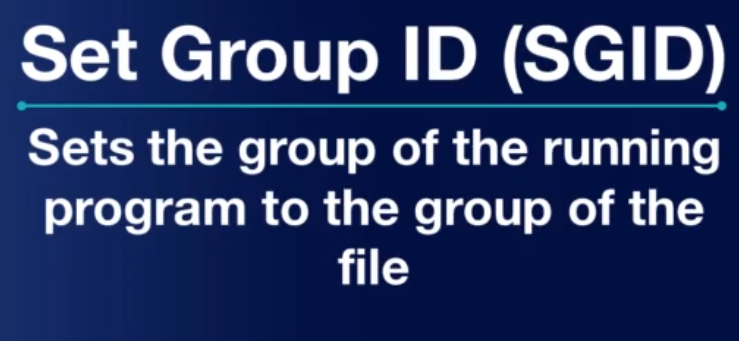 Set Group ID (SGID)
Sets the group of the running
program to the group of the
file